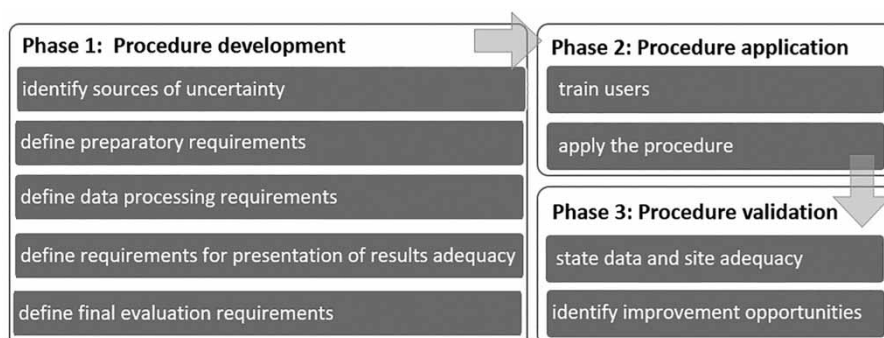 Phase 1: Procedure development
identify sources of uncertainty
define preparatory requirements
define data processing requirements
define requirements for presentation of results adequacy
define final evaluation requirements
Phase 2: Procedure application
train users
apply the procedure
Phase 3: Procedure validation
state data and site adequacy
identify improvement opportunities